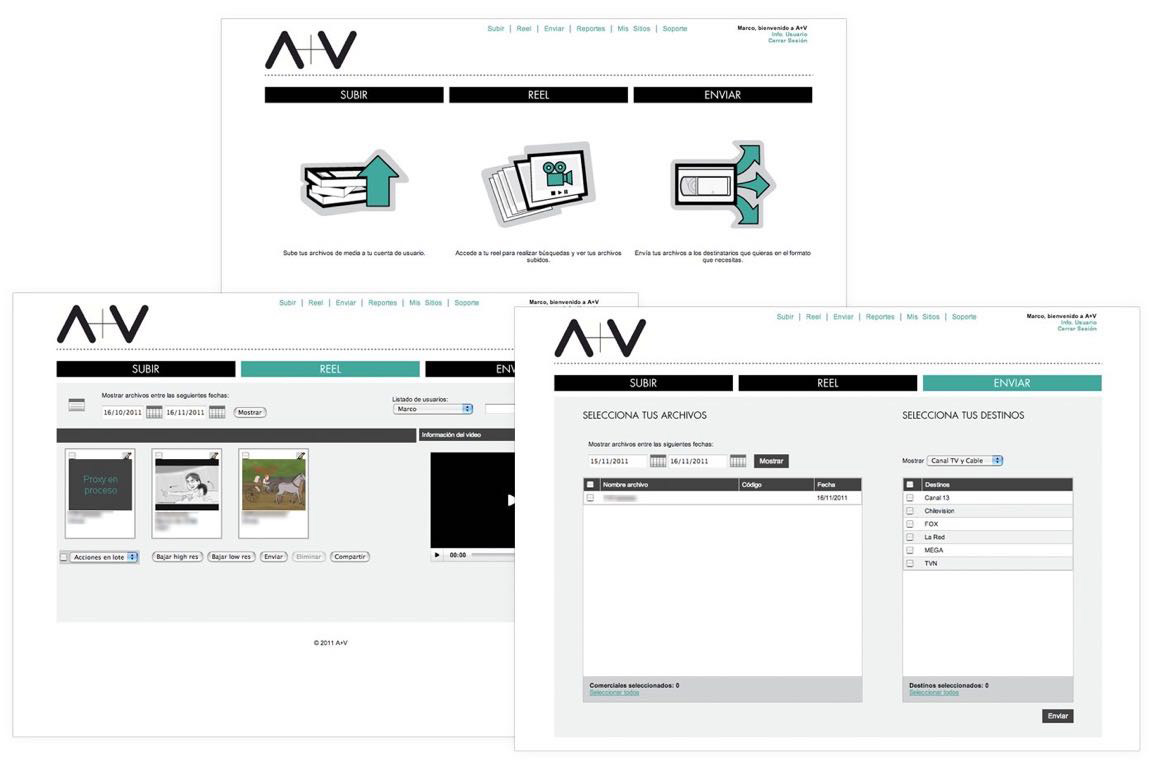 A+V
Subir | Reel | Enviar | Reportes | Mis Sitios | Soporte
Marco, bienvenido a A+V
Info. Usuario
Cerrar Sesión
SUBIR
REEL
ENVIAR
Sube tus archivos de media a tu cuenta de usuario.
Accede a tu reel para realizar búsquedas y ver tus archivos
subidos.
Envía tus archivos a los destinatarios que quieras en el formato
que necesitas.
A+V
Subir | Reel | Enviar | Reportes | Mis Sitios | Soporte
Marco, bienvenido a A+V
SUBIR
REEL
ENV
Mostrar archivos entre las siguientes fechas:
16/10/2011
16/11/2011
Mostrar
Listado de usuarios:
Marco
Información del video
Proxy en
proceso
00:00
Acciones en lote
Bajar high res
Bajar low res
Enviar
Eliminar
Compartir
© 2011 A+V
A+V
Subir | Reel | Enviar | Reportes | Mis Sitios | Soporte
Marco, bienvenido a A+V
Info. Usuario
Cerrar Sesión
SUBIR
REEL
ENVIAR
SELECCIONA TUS ARCHIVOS
Mostrar archivos entre las siguientes fechas:
15/11/2011
16/11/2011
Mostrar
Nombre archivo
Código
Fecha
16/11/2011
Comerciales seleccionados: 0
Seleccionar todos
SELECCIONA TUS DESTINOS
Mostrar
Canal TV y Cable
Destinos
Canal 13
Chilevision
FOX
La Red
MEGA
TVN
Destinos seleccionados: 0
Seleccionar todos
Enviar